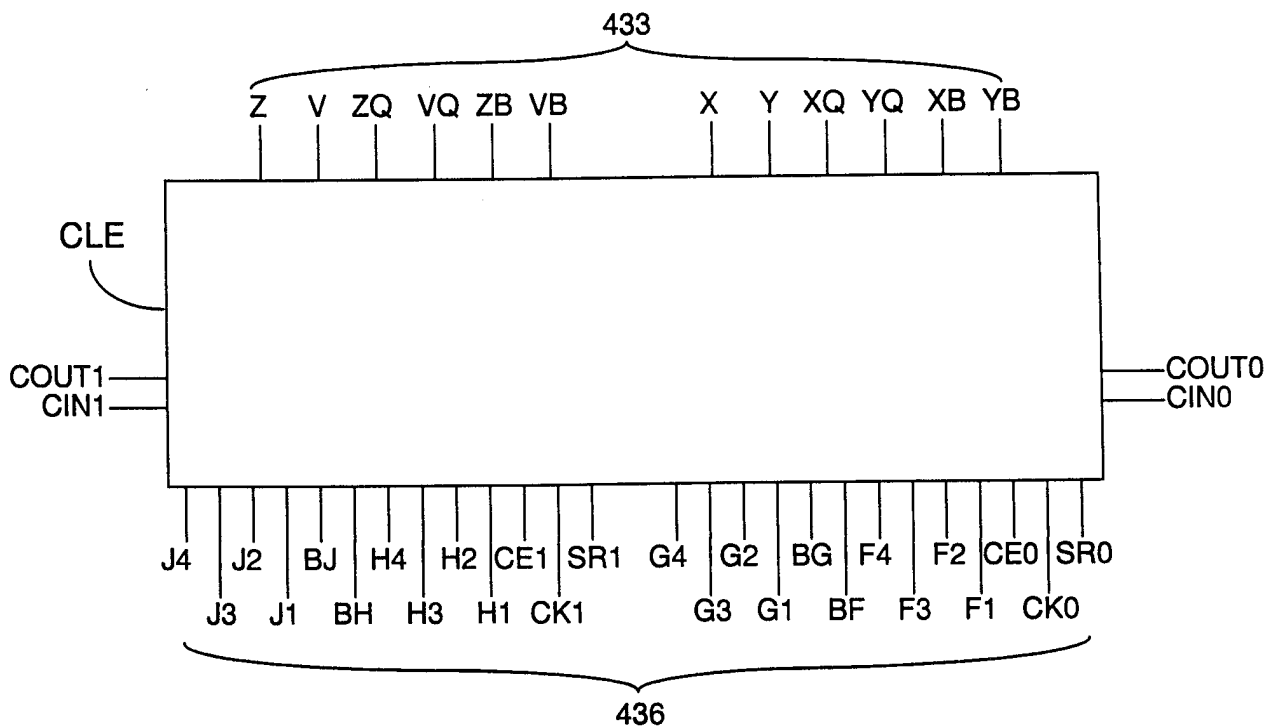 433
Z V ZQ VQ ZB VB X Y XQ YQ XB YB
CLE
COUT1 COUT0
CIN1 CIN0
J4 J2 BJ H4 H2 CE1 SR1 G4 G2 BG F4 F2 CE0 SR0
J3 J1 BH H3 H1 CK1 G3 G1 BF F3 F1 CK0
436